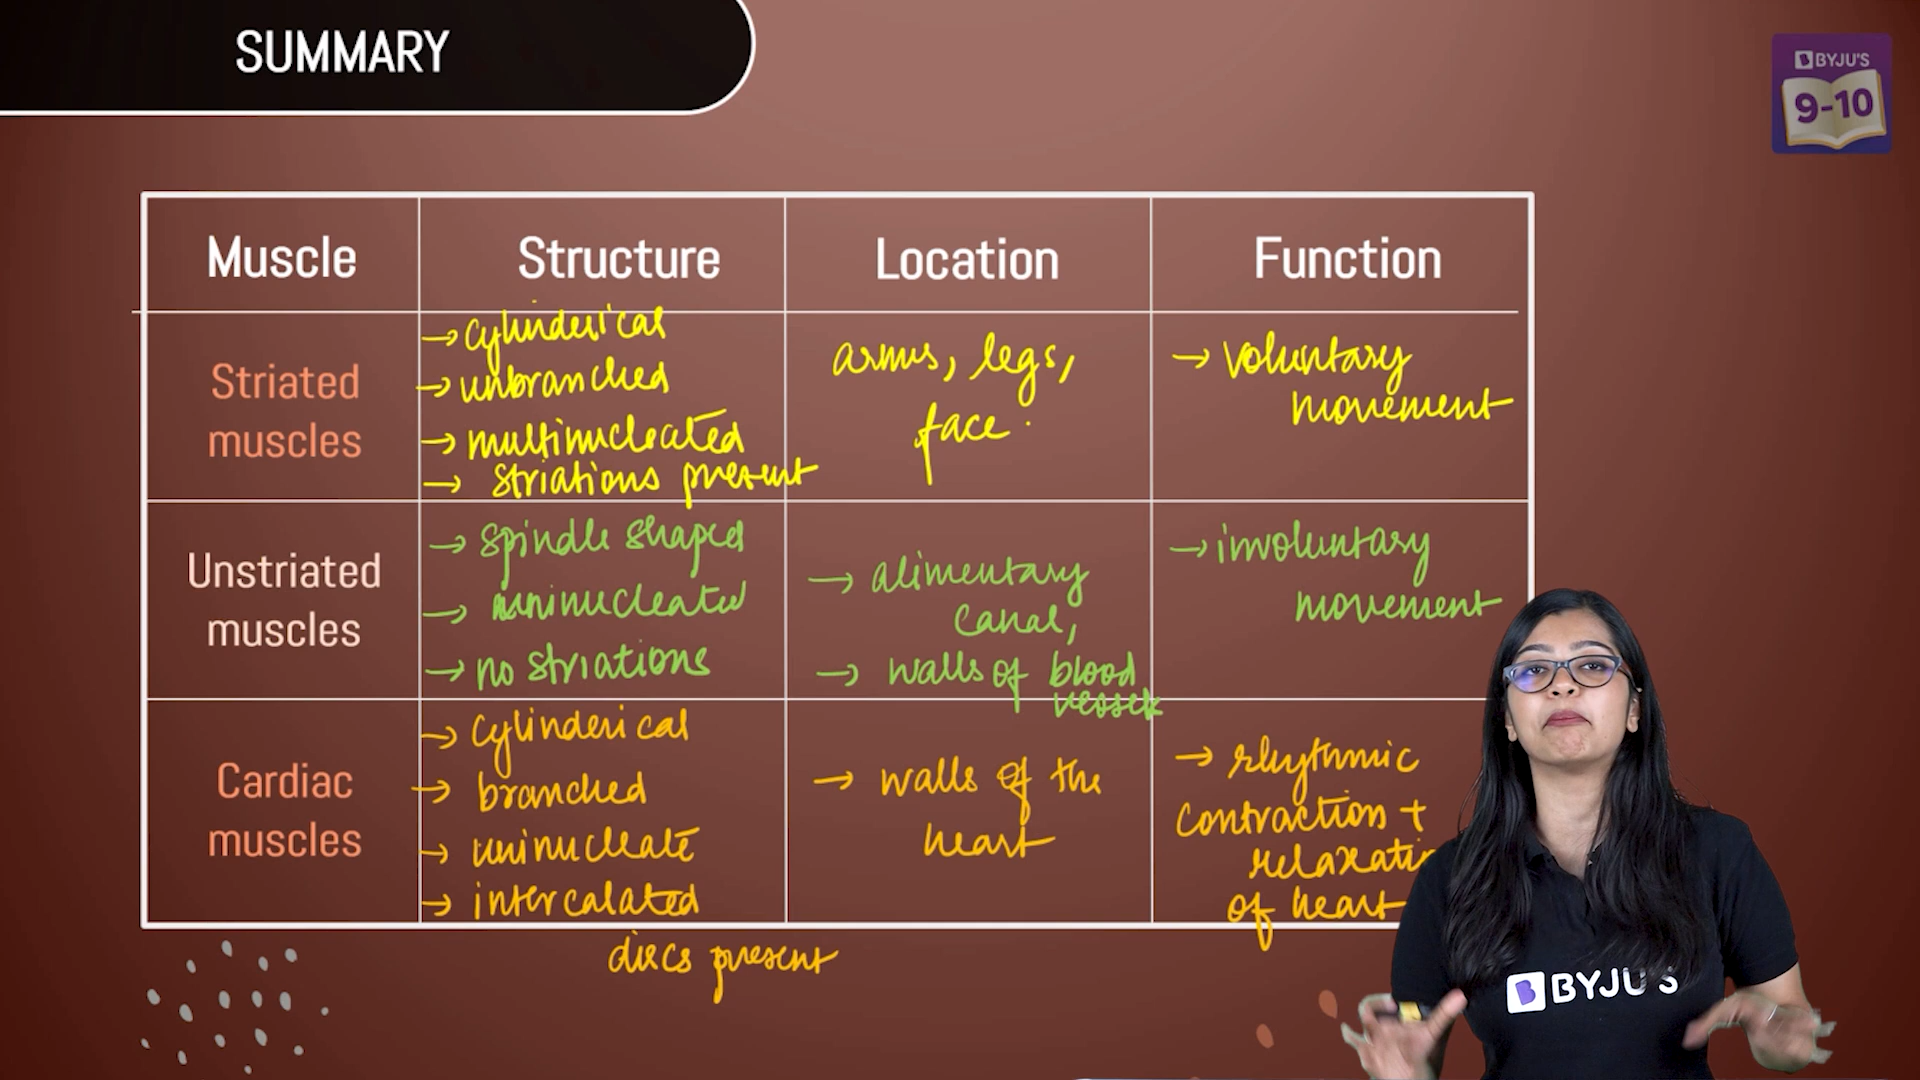 SUMMARY
BYJU'S
9-10
Muscle
Structure
Location
Function
Striated
muscles
→ cylinderical
→ unbranched
→ multinucleated
→ striations present
arms, legs,
face.
→ voluntary
movement
Unstriated
muscles
→ spindle shaped
→ uninucleated
→ no striations
→ alimentary
canal,
→ walls of blood
vessels
→ involuntary
movement
Cardiac
muscles
→ cylinderical
→ branched
→ uninucleate
→ intercalated
discs present
→ walls of the
heart
→ rhythmic
contraction +
relaxatio
of heart
BYJU'S